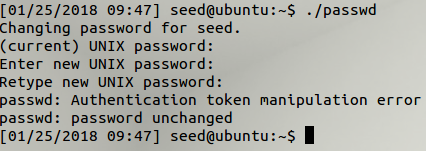 [01/25/2018 09:47] seed@ubuntu:~$ ./passwd
Changing password for seed.
(current) UNIX password:
Enter new UNIX password:
Retype new UNIX password:
passwd: Authentication token manipulation error
passwd: password unchanged
[01/25/2018 09:47] seed@ubuntu:~$